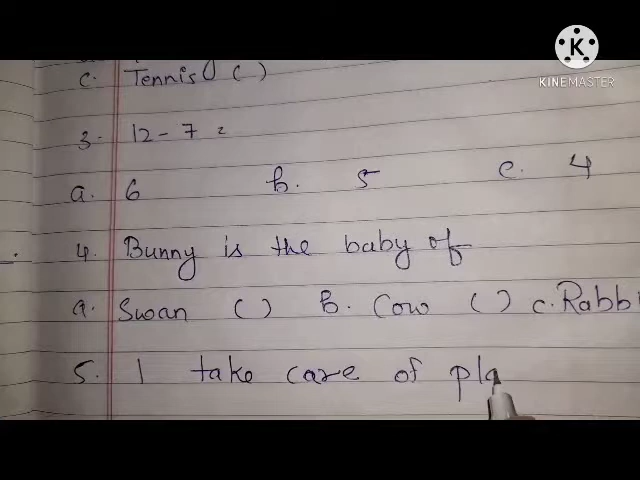 KINEMASTER
c. Tennis ( )
3. 12 - 7 =
a. 6 b. 5 c. 4
4. Bunny is the baby of
a. Swan ( ) b. Cow ( ) c. Rabb
5. I take care of pla